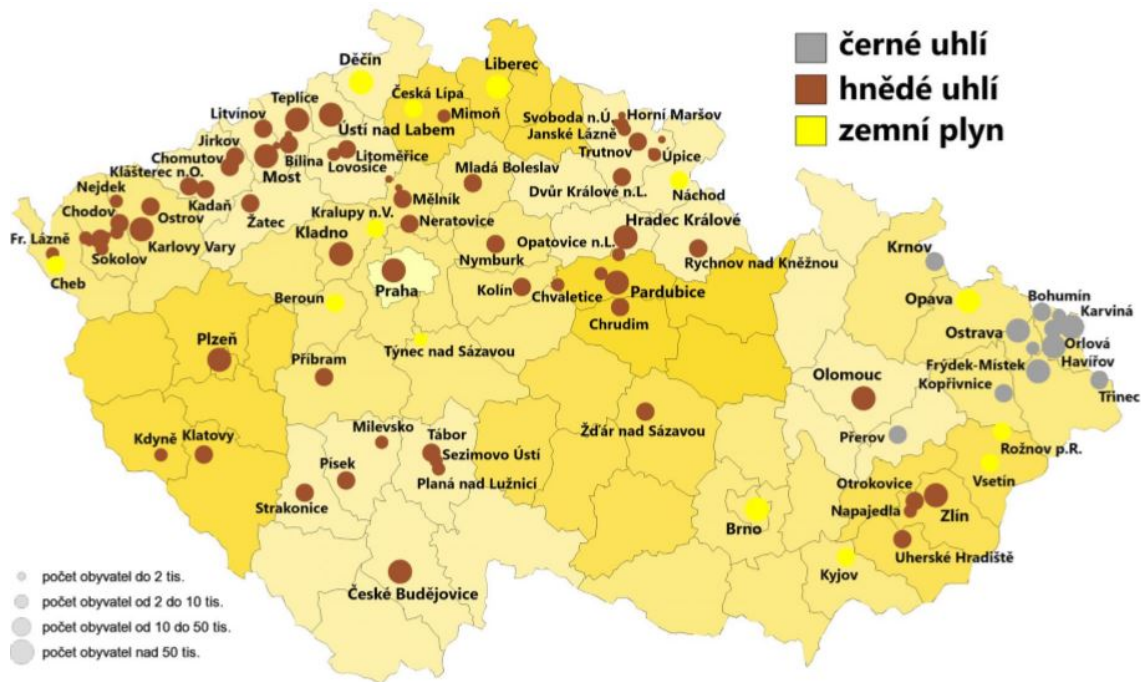 černé uhlí
hnědé uhlí
zemní plyn
Děčín
Liberec
Teplice
Česká Lípa
Litvínov
Mimoň
Svoboda n.Ú.
Horní Maršov
Ústí nad Labem
Janské Lázně
Jirkov
Trutnov
Úpice
Chomutov
Bílina
Litoměřice
Klášterec n.O.
Most
Lovosice
Mladá Boleslav
Nejdek
Dvůr Králové n.L.
Náchod
Kadaň
Mělník
Chodov
Ostrov
Žatec
Kralupy n.V.
Neratovice
Hradec Králové
Fr. Lázně
Karlovy Vary
Kladno
Opatovice n.L.
Krnov
Sokolov
Nymburk
Rychnov nad Kněžnou
Cheb
Praha
Kolín
Chvaletice
Pardubice
Beroun
Opava
Bohumín
Karviná
Chrudim
Ostrava
Plzeň
Týnec nad Sázavou
Orlová
Příbram
Havířov
Frýdek-Místek
Olomouc
Kopřivnice
Třinec
Milevsko
Tábor
Žďár nad Sázavou
Přerov
Kdyně
Klatovy
Sezimovo Ústí
Rožnov p.R.
Písek
Planá nad Lužnicí
Otrokovice
Vsetín
Strakonice
Napajedla
Zlín
Brno
Uherské Hradiště
Kyjov
České Budějovice
počet obyvatel do 2 tis.
počet obyvatel od 2 do 10 tis.
počet obyvatel od 10 do 50 tis.
počet obyvatel nad 50 tis.